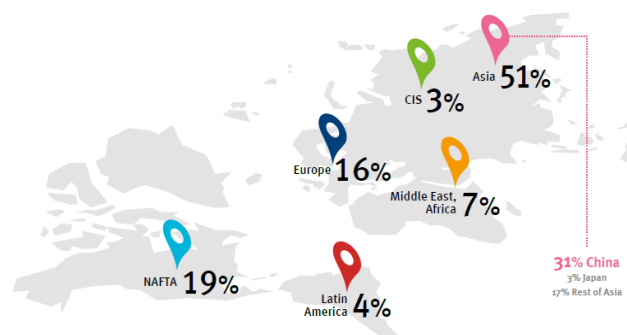 Asia 51%
CIS 3%
Europe 16%
Middle East,
Africa 7%
NAFTA 19%
Latin
America 4%
31% China
3% Japan
17% Rest of Asia